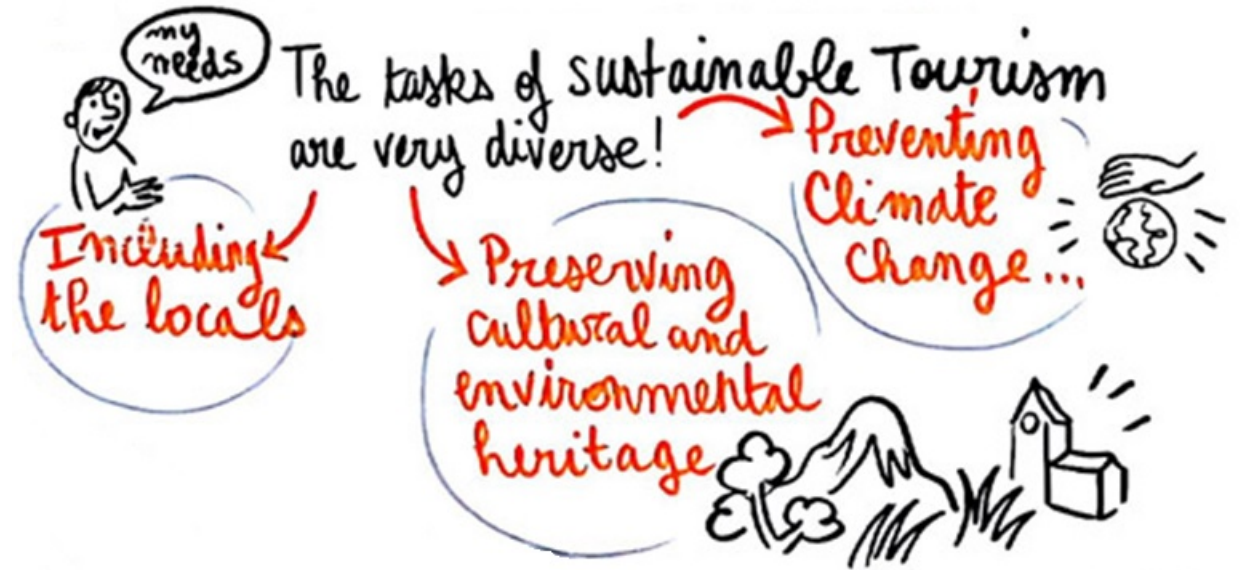 my
needs
The tasks of sustainable Tourism
are very diverse!
Including
the locals
Preserving
cultural and
environmental
heritage
Preventing
Climate
Change...